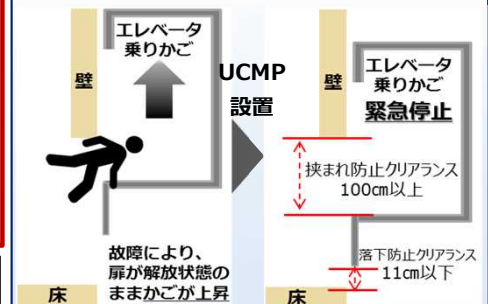 エレベータ
乗りかご
壁
故障により、
扉が解放状態の
ままかごが上昇
床
UCMP
設置
エレベータ
乗りかご
緊急停止
壁
挟まれ防止クリアランス
100cm以上
落下防止クリアランス
11cm以下
床